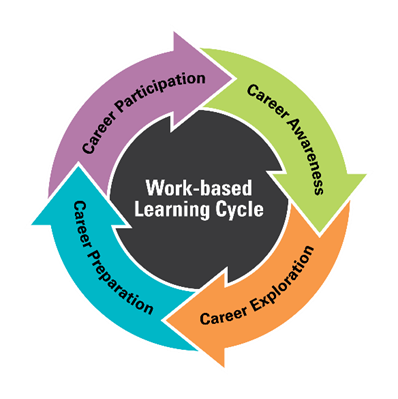 Work-based
Learning Cycle
Career Awareness
Career Exploration
Career Preparation
Career Participation